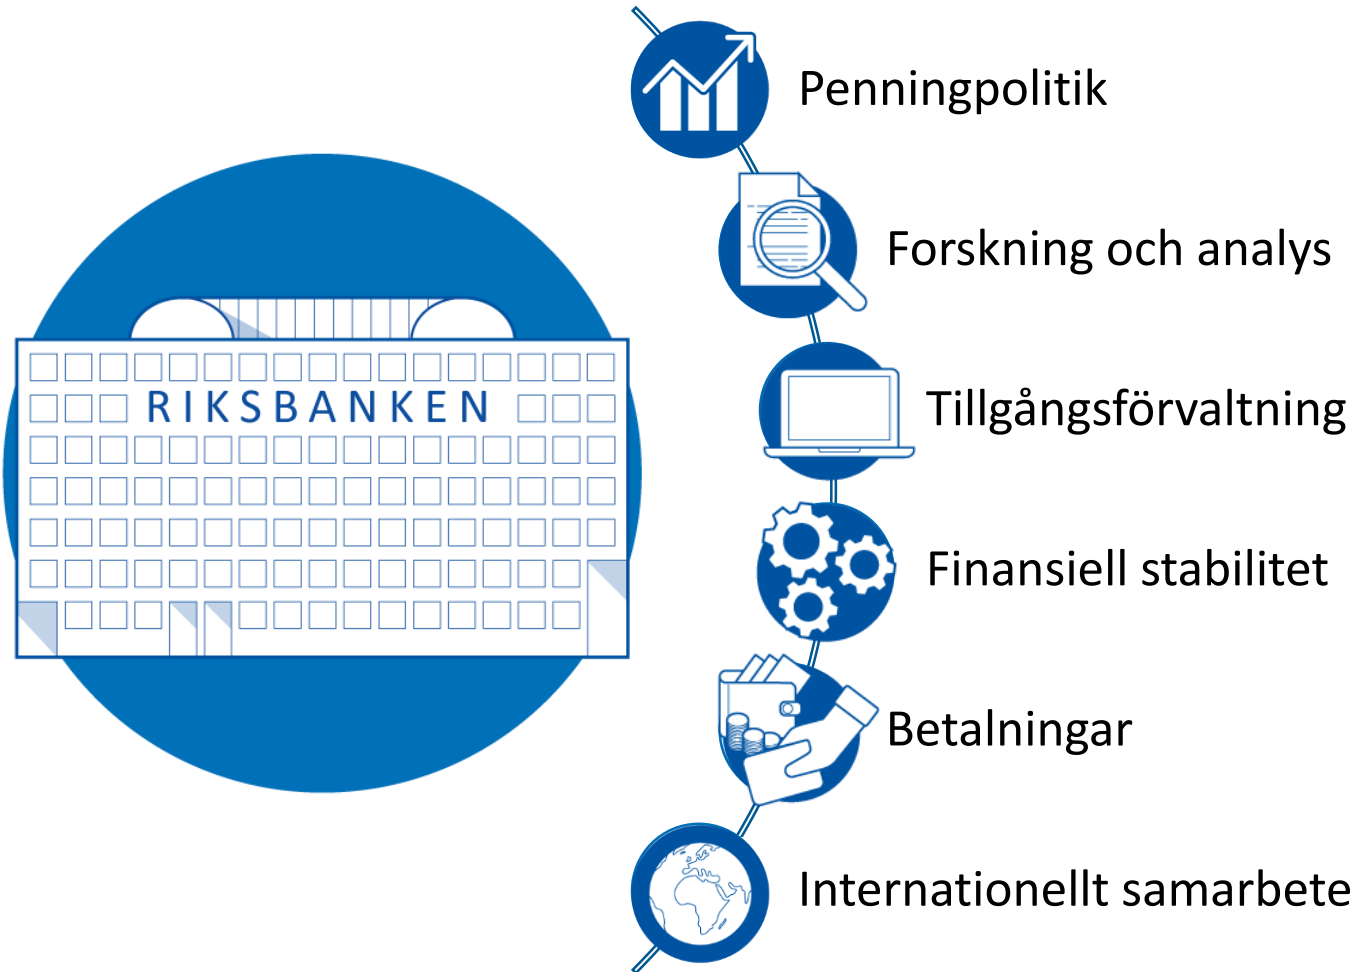 RIKSBANKEN
Penningpolitik
Forskning och analys
Tillgångsförvaltning
Finansiell stabilitet
Betalningar
Internationellt samarbete